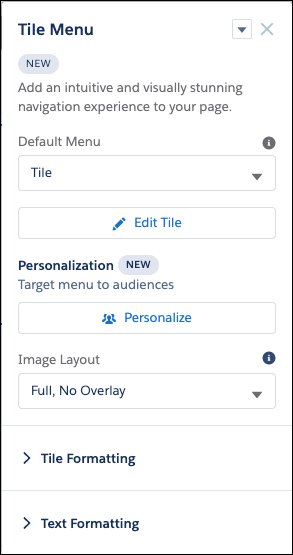 Tile Menu
NEW
Add an intuitive and visually stunning
navigation experience to your page.
Default Menu
Tile
Edit Tile
Personalization NEW
Target menu to audiences
Personalize
Image Layout
Full, No Overlay
Tile Formatting
Text Formatting